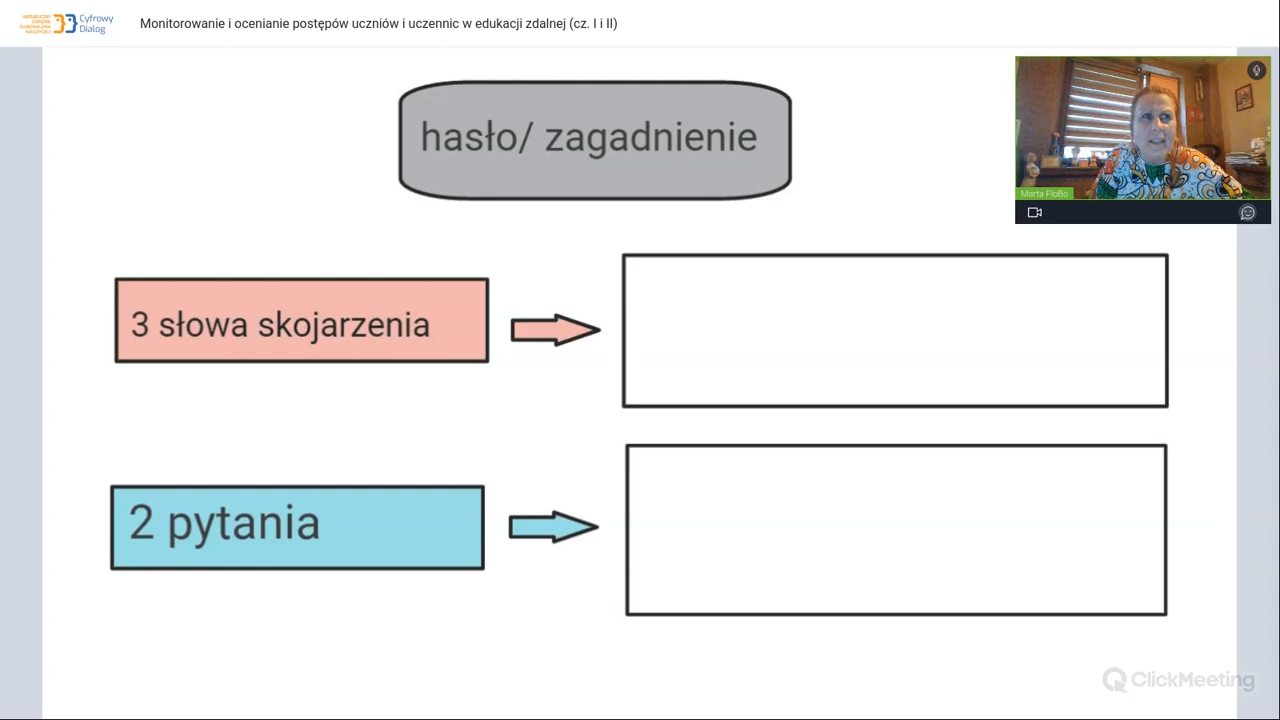 Cyfrowy
Dialog
Monitorowanie i ocenianie postępów uczniów i uczennic w edukacji zdalnej (cz. I i II)
hasło/ zagadnienie
Marta FloBo
3 słowa skojarzenia
2 pytania
ClickMeeting